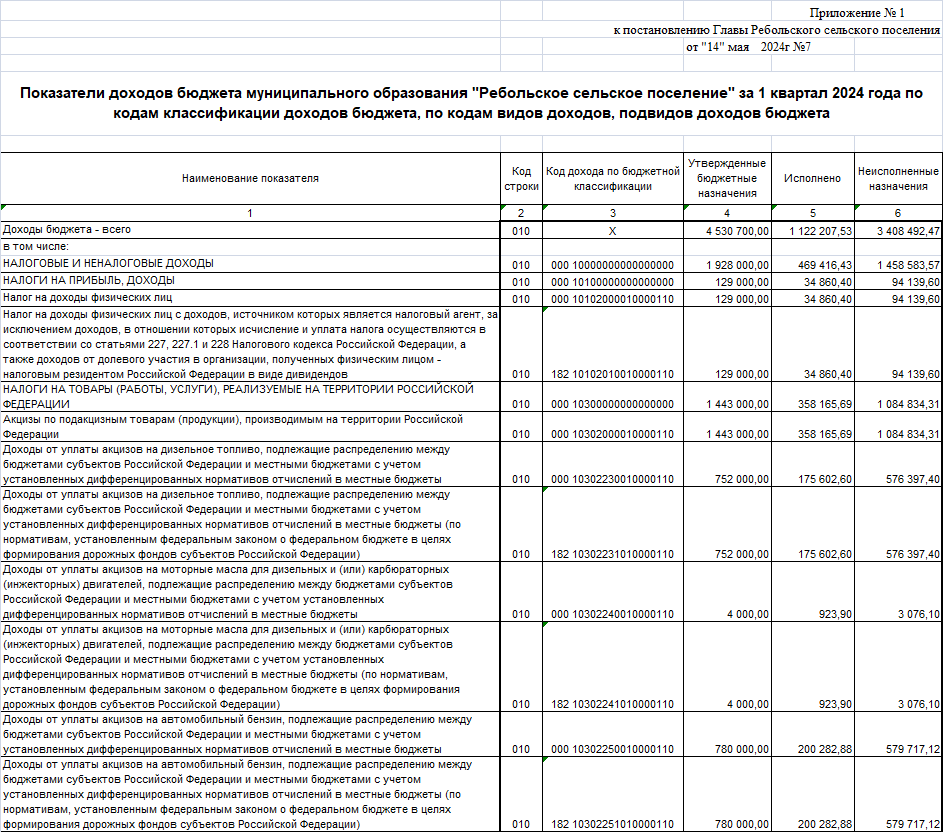 Приложение № 1
к постановлению Главы Ребольского сельского поселения
от "14" мая 2024г №7
Показатели доходов бюджета муниципального образования "Ребольское сельское поселение" за 1 квартал 2024 года по
кодам классификации доходов бюджета, по кодам видов доходов, подвидов доходов бюджета
Наименование показателя
Код
строки
Код дохода по бюджетной
классификации
Утвержденные
бюджетные
назначения
Исполнено
Неисполненные
назначения
1 2 3 4 5 6
Доходы бюджета - всего 010 X 4 530 700,00 1 122 207,53 3 408 492,47
в том числе:
НАЛОГОВЫЕ И НЕНАЛОГОВЫЕ ДОХОДЫ 010 000 10000000000000000 1 928 000,00 469 416,43 1 458 583,57
НАЛОГИ НА ПРИБЫЛЬ, ДОХОДЫ 010 000 10100000000000000 129 000,00 34 860,40 94 139,60
Налог на доходы физических лиц 010 000 10102000010000110 129 000,00 34 860,40 94 139,60
Налог на доходы физических лиц с доходов, источником которых является налоговый агент, за
исключением доходов, в отношении которых исчисление и уплата налога осуществляются в
соответствии со статьями 227, 227.1 и 228 Налогового кодекса Российской Федерации, а
также доходов от долевого участия в организации, полученных физическим лицом -
налоговым резидентом Российской Федерации в виде дивидендов 010 182 10102010010000110 129 000,00 34 860,40 94 139,60
НАЛОГИ НА ТОВАРЫ (РАБОТЫ, УСЛУГИ), РЕАЛИЗУЕМЫЕ НА ТЕРРИТОРИИ РОССИЙСКОЙ
ФЕДЕРАЦИИ 010 000 10300000000000000 1 443 000,00 358 165,69 1 084 834,31
Акцизы по подакцизным товарам (продукции), производимым на территории Российской
Федерации 010 000 10302000010000110 1 443 000,00 358 165,69 1 084 834,31
Доходы от уплаты акцизов на дизельное топливо, подлежащие распределению между
бюджетами субъектов Российской Федерации и местными бюджетами с учетом
установленных дифференцированных нормативов отчислений в местные бюджеты 010 000 10302230010000110 752 000,00 175 602,60 576 397,40
Доходы от уплаты акцизов на дизельное топливо, подлежащие распределению между
бюджетами субъектов Российской Федерации и местными бюджетами с учетом
установленных дифференцированных нормативов отчислений в местные бюджеты (по
нормативам, установленным федеральным законом о федеральном бюджете в целях
формирования дорожных фондов субъектов Российской Федерации) 010 182 10302231010000110 752 000,00 175 602,60 576 397,40
Доходы от уплаты акцизов на моторные масла для дизельных и (или) карбюраторных
(инжекторных) двигателей, подлежащие распределению между бюджетами субъектов
Российской Федерации и местными бюджетами с учетом установленных
дифференцированных нормативов отчислений в местные бюджеты 010 000 10302240010000110 4 000,00 923,90 3 076,10
Доходы от уплаты акцизов на моторные масла для дизельных и (или) карбюраторных
(инжекторных) двигателей, подлежащие распределению между бюджетами субъектов
Российской Федерации и местными бюджетами с учетом установленных
дифференцированных нормативов отчислений в местные бюджеты (по нормативам,
установленным федеральным законом о федеральном бюджете в целях формирования
дорожных фондов субъектов Российской Федерации) 010 182 10302241010000110 4 000,00 923,90 3 076,10
Доходы от уплаты акцизов на автомобильный бензин, подлежащие распределению между
бюджетами субъектов Российской Федерации и местными бюджетами с учетом
установленных дифференцированных нормативов отчислений в местные бюджеты 010 000 10302250010000110 780 000,00 200 282,88 579 717,12
Доходы от уплаты акцизов на автомобильный бензин, подлежащие распределению между
бюджетами субъектов Российской Федерации и местными бюджетами с учетом
установленных дифференцированных нормативов отчислений в местные бюджеты (по
нормативам, установленным федеральным законом о федеральном бюджете в целях
формирования дорожных фондов субъектов Российской Федерации) 010 182 10302251010000110 780 000,00 200 282,88 579 717,12